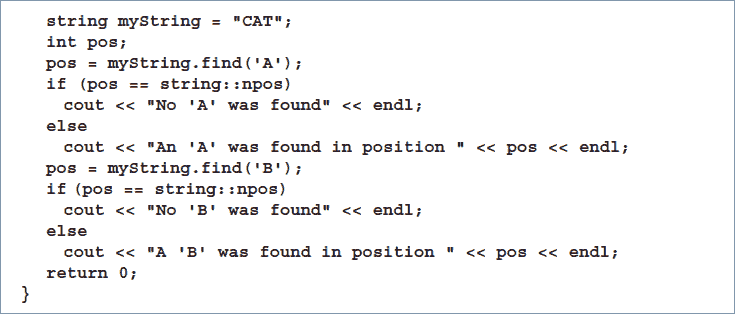 string myString = "CAT";
int pos;
pos = myString.find('A');
if (pos == string::npos)
cout << "No 'A' was found" << endl;
else
cout << "An 'A' was found in position " << pos << endl;
pos = myString.find('B');
if (pos == string::npos)
cout << "No 'B' was found" << endl;
else
cout << "A 'B' was found in position " << pos << endl;
return 0;
}